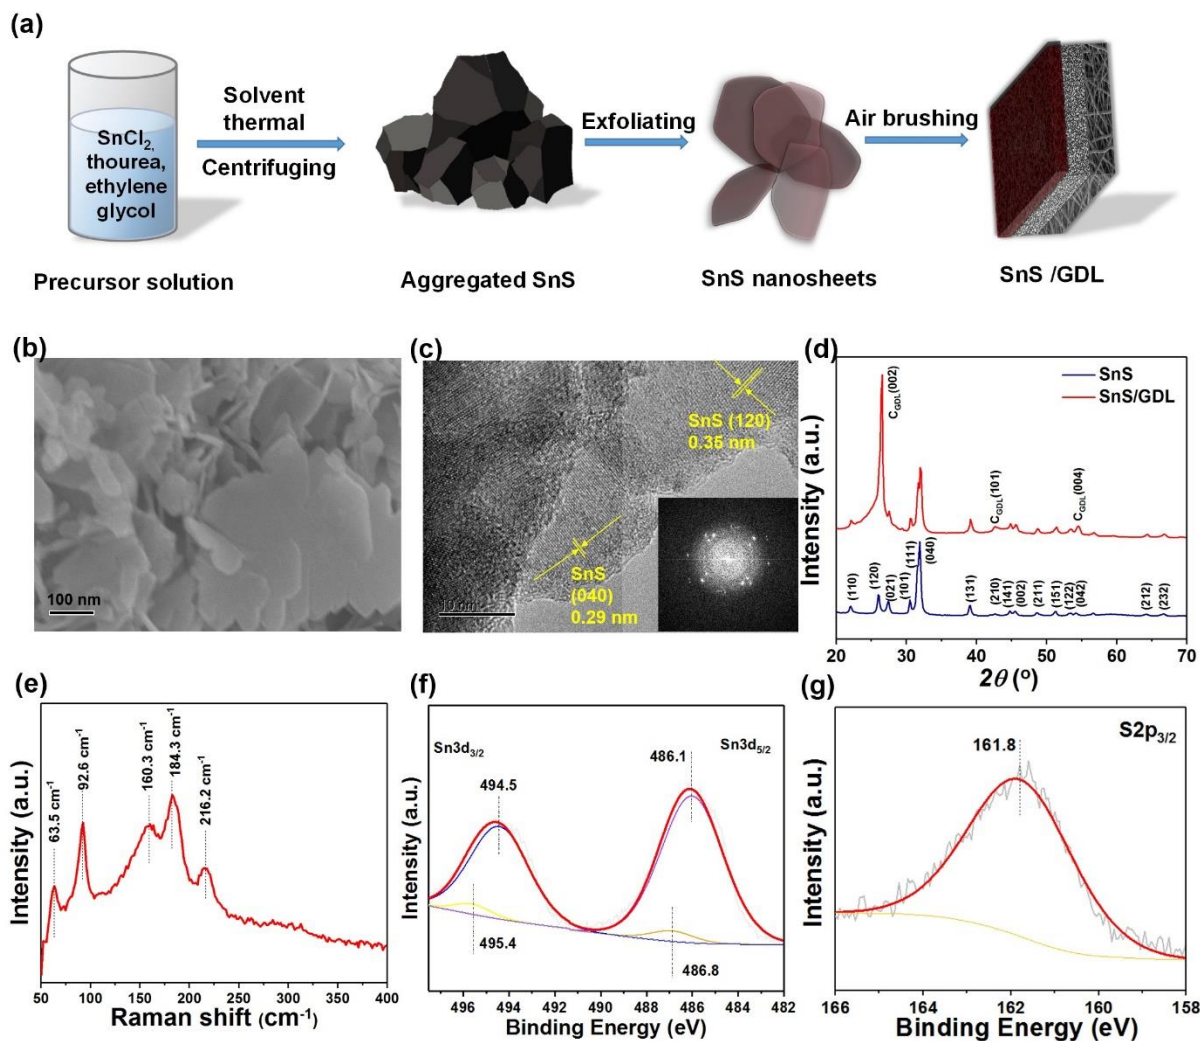 (a)
SnCl2,
thourea,
ethylene
glycol
Solvent
thermal
Centrifuging
Exfoliating
Air brushing
Precursor solution
Aggregated SnS
SnS nanosheets
SnS /GDL
(b)
100 nm
(c)
SnS (120)
0.35 nm
SnS
(040)
0.29 nm
10 nm
(d)
SnS
SnS/GDL
CGDL(002)
CGDL(101)
CGDL(004)
(110)
(120)
(021)
(101)
(111)
(040)
(131)
(210)
(141)
(002)
(211)
(151)
(122)
(042)
(212)
(232)
Intensity (a.u.)
20 30 40 50 60 70
2θ (°)
(e)
63.5 cm-1
92.6 cm-1
160.3 cm-1
184.3 cm-1
216.2 cm-1
Intensity (a.u.)
50 100 150 200 250 300 350 400
Raman shift (cm-1)
(f)
Sn3d3/2
Sn3d5/2
494.5
486.1
495.4
486.8
Intensity (a.u.)
496 494 492 490 488 486 484 482
Binding Energy (eV)
(g)
S2p3/2
161.8
Intensity (a.u.)
166 164 162 160 158
Binding Energy (eV)